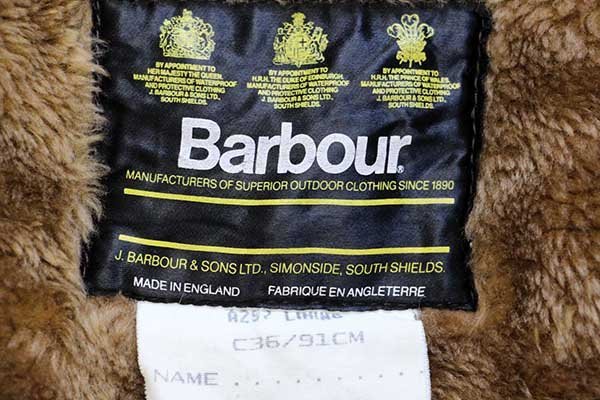 BY APPOINTMENT TO
HER MAJESTY THE QUEEN
MANUFACTURERS OF WATERPROOF
AND PROTECTIVE CLOTHING
J. BARBOUR & SONS LTD.,
SOUTH SHIELDS.
BY APPOINTMENT TO
H.R.H. THE DUKE OF EDINBURGH
MANUFACTURERS OF WATERPROOF
AND PROTECTIVE CLOTHING
J. BARBOUR & SONS LTD.,
SOUTH SHIELDS.
BY APPOINTMENT TO
H.R.H. THE PRINCE OF WALES
MANUFACTURERS OF WATERPROOF
AND PROTECTIVE CLOTHING
J. BARBOUR & SONS LTD.,
SOUTH SHIELDS.
Barbour®
MANUFACTURERS OF SUPERIOR OUTDOOR CLOTHING SINCE 1890
J. BARBOUR & SONS LTD., SIMONSIDE, SOUTH SHIELDS.
MADE IN ENGLAND FABRIQUE EN ANGLETERRE
C36/91CM
NAME . . . . . . . . .